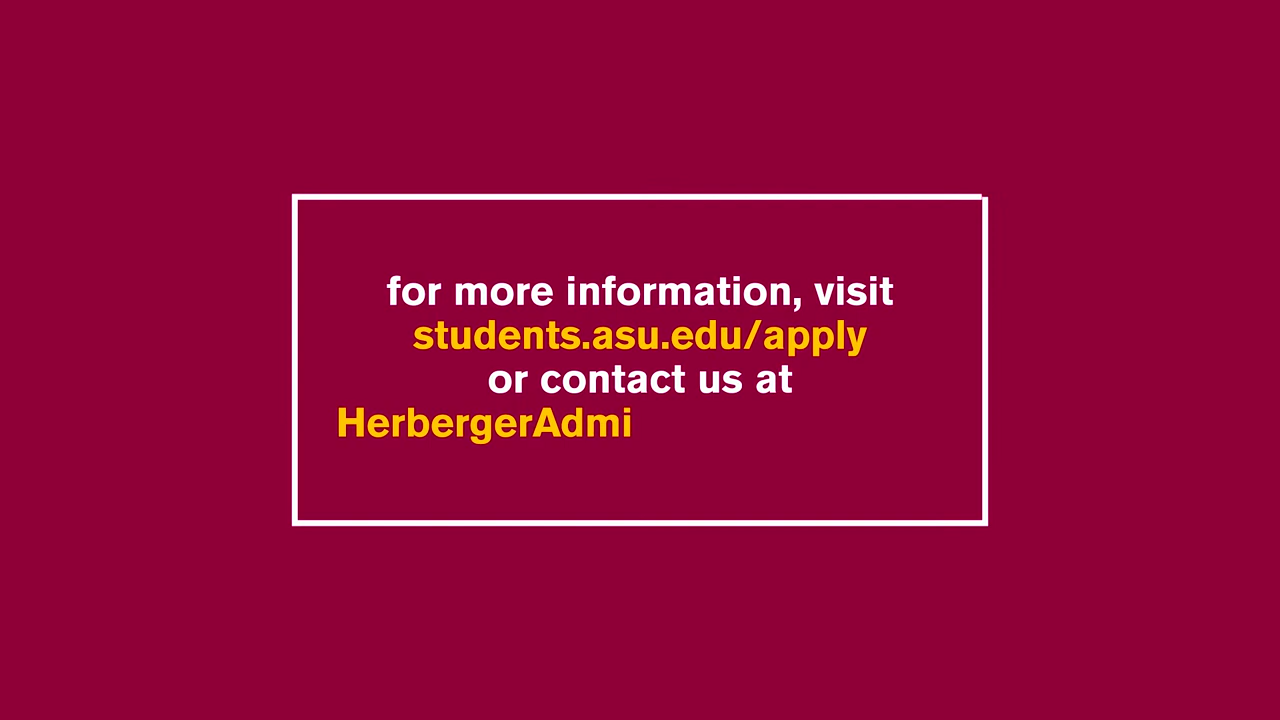 for more information, visit
students.asu.edu/apply
or contact us at
HerbergerAdmi